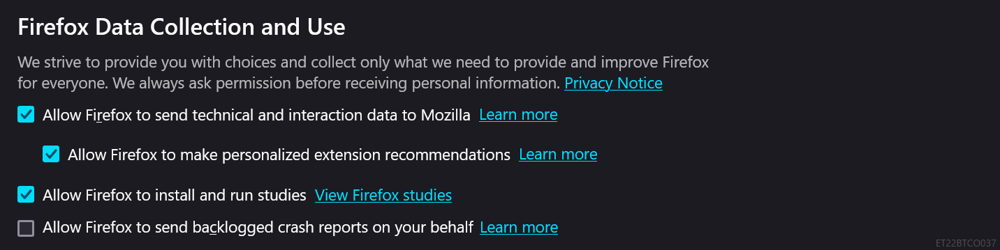 Firefox Data Collection and Use
We strive to provide you with choices and collect only what we need to provide and improve Firefox
for everyone. We always ask permission before receiving personal information. Privacy Notice
Allow Firefox to send technical and interaction data to Mozilla Learn more
Allow Firefox to make personalized extension recommendations Learn more
Allow Firefox to install and run studies View Firefox studies
Allow Firefox to send backlogged crash reports on your behalf Learn more
ET22BTCO037